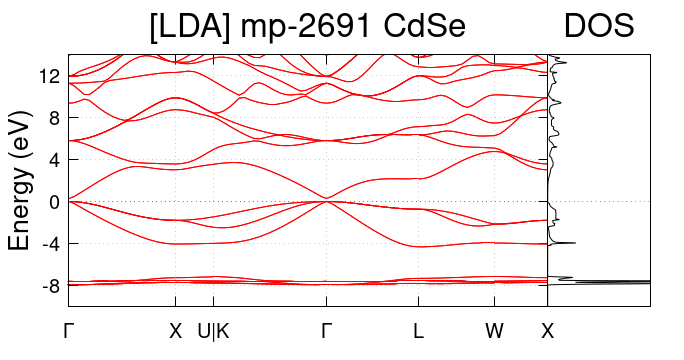 [LDA] mp-2691 CdSe DOS
Energy (eV)
12
8
4
0
-4
-8
Γ X U|K Γ L W X